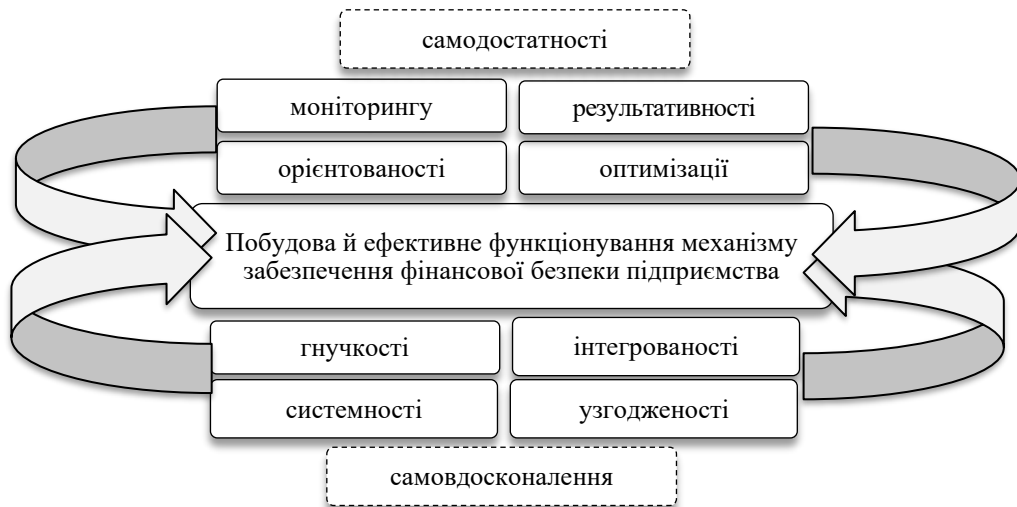 самодостатності
моніторингу
результативності
орієнтованості
оптимізації
Побудова й ефективне функціонування механізму
забезпечення фінансової безпеки підприємства
гнучкості
інтегрованості
системності
узгодженості
самовдосконалення